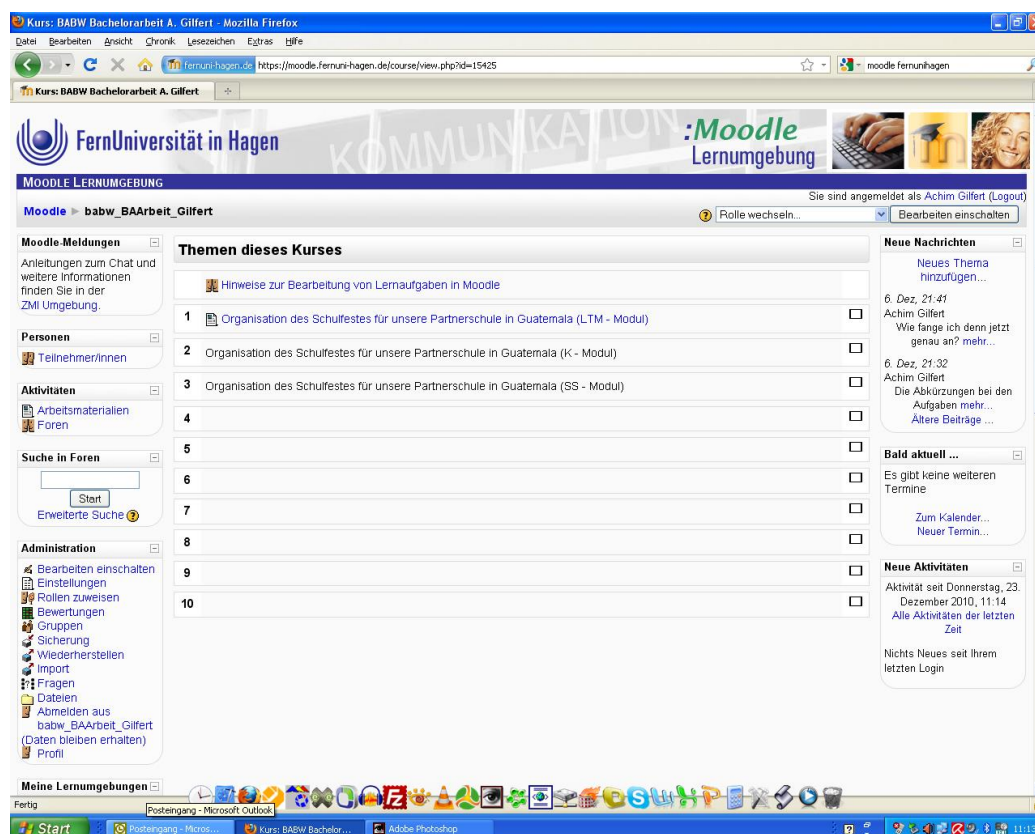 Kurs: BABW Bachelorarbeit A. Gilfert - Mozilla Firefox
Datei Bearbeiten Ansicht Chronik Lesezeichen Extras Hilfe
fernuni-hagen.de https://moodle.fernuni-hagen.de/course/view.php?id=15425
moodle fernunihagen
Kurs: BABW Bachelorarbeit A. Gilfert
FernUniversität in Hagen
KOMMUNIKATION
:Moodle
Lernumgebung
MOODLE LERNUMGEBUNG
Sie sind angemeldet als Achim Gilfert (Logout)
Moodle ► babw_BAArbeit_Gilfert
Rolle wechseln...
Bearbeiten einschalten
Moodle-Meldungen
Anleitungen zum Chat und
weitere Informationen
finden Sie in der
ZMI Umgebung.
Personen
Teilnehmer/innen
Aktivitäten
Arbeitsmaterialien
Foren
Suche in Foren
Start
Erweiterte Suche
Administration
Bearbeiten einschalten
Einstellungen
Rollen zuweisen
Bewertungen
Gruppen
Sicherung
Wiederherstellen
Import
Fragen
Dateien
Abmelden aus
babw_BAArbeit_Gilfert
(Daten bleiben erhalten)
Profil
Meine Lernumgebungen
Themen dieses Kurses
Hinweise zur Bearbeitung von Lernaufgaben in Moodle
1 Organisation des Schulfestes für unsere Partnerschule in Guatemala (LTM - Modul)
2 Organisation des Schulfestes für unsere Partnerschule in Guatemala (K - Modul)
3 Organisation des Schulfestes für unsere Partnerschule in Guatemala (SS - Modul)
4
5
6
7
8
9
10
Neue Nachrichten
Neues Thema
hinzufügen...
6. Dez, 21:41
Achim Gilfert
Wie fange ich denn jetzt
genau an? mehr...
6. Dez, 21:32
Achim Gilfert
Die Abkürzungen bei den
Aufgaben mehr...
Ältere Beiträge ...
Bald aktuell ...
Es gibt keine weiteren
Termine
Zum Kalender...
Neuer Termin...
Neue Aktivitäten
Aktivität seit Donnerstag, 23.
Dezember 2010, 11:14
Alle Aktivitäten der letzten
Zeit
Nichts Neues seit Ihrem
letzten Login
Fertig
Posteingang - Microsoft Outlook
Start
Posteingang - Micros...
Kurs: BABW Bachelor...
Adobe Photoshop